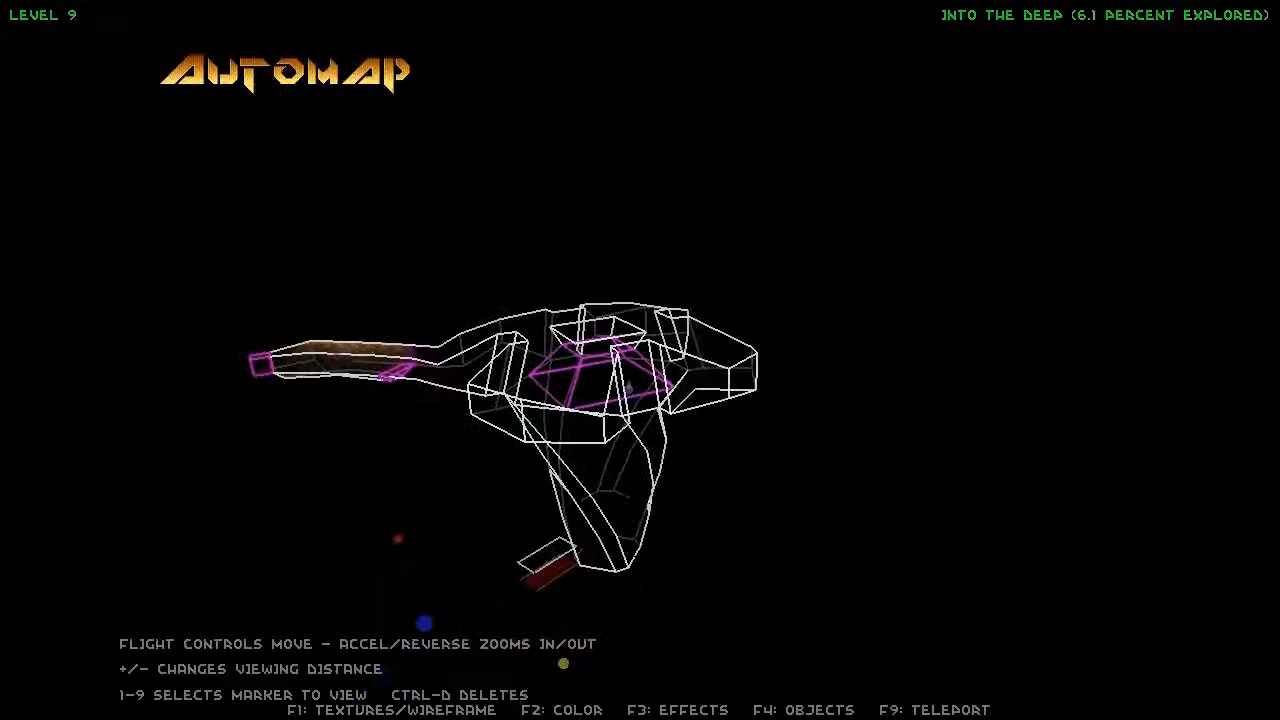 LEVEL 9
INTO THE DEEP (6.1 PERCENT EXPLORED)
AUTOMAP
FLIGHT CONTROLS MOVE - ACCEL/REVERSE ZOOMS IN/OUT
+/- CHANGES VIEWING DISTANCE
1-9 SELECTS MARKER TO VIEW CTRL-D DELETES
F1: TEXTURES/WIREFRAME F2: COLOR F3: EFFECTS F4: OBJECTS F9: TELEPORT